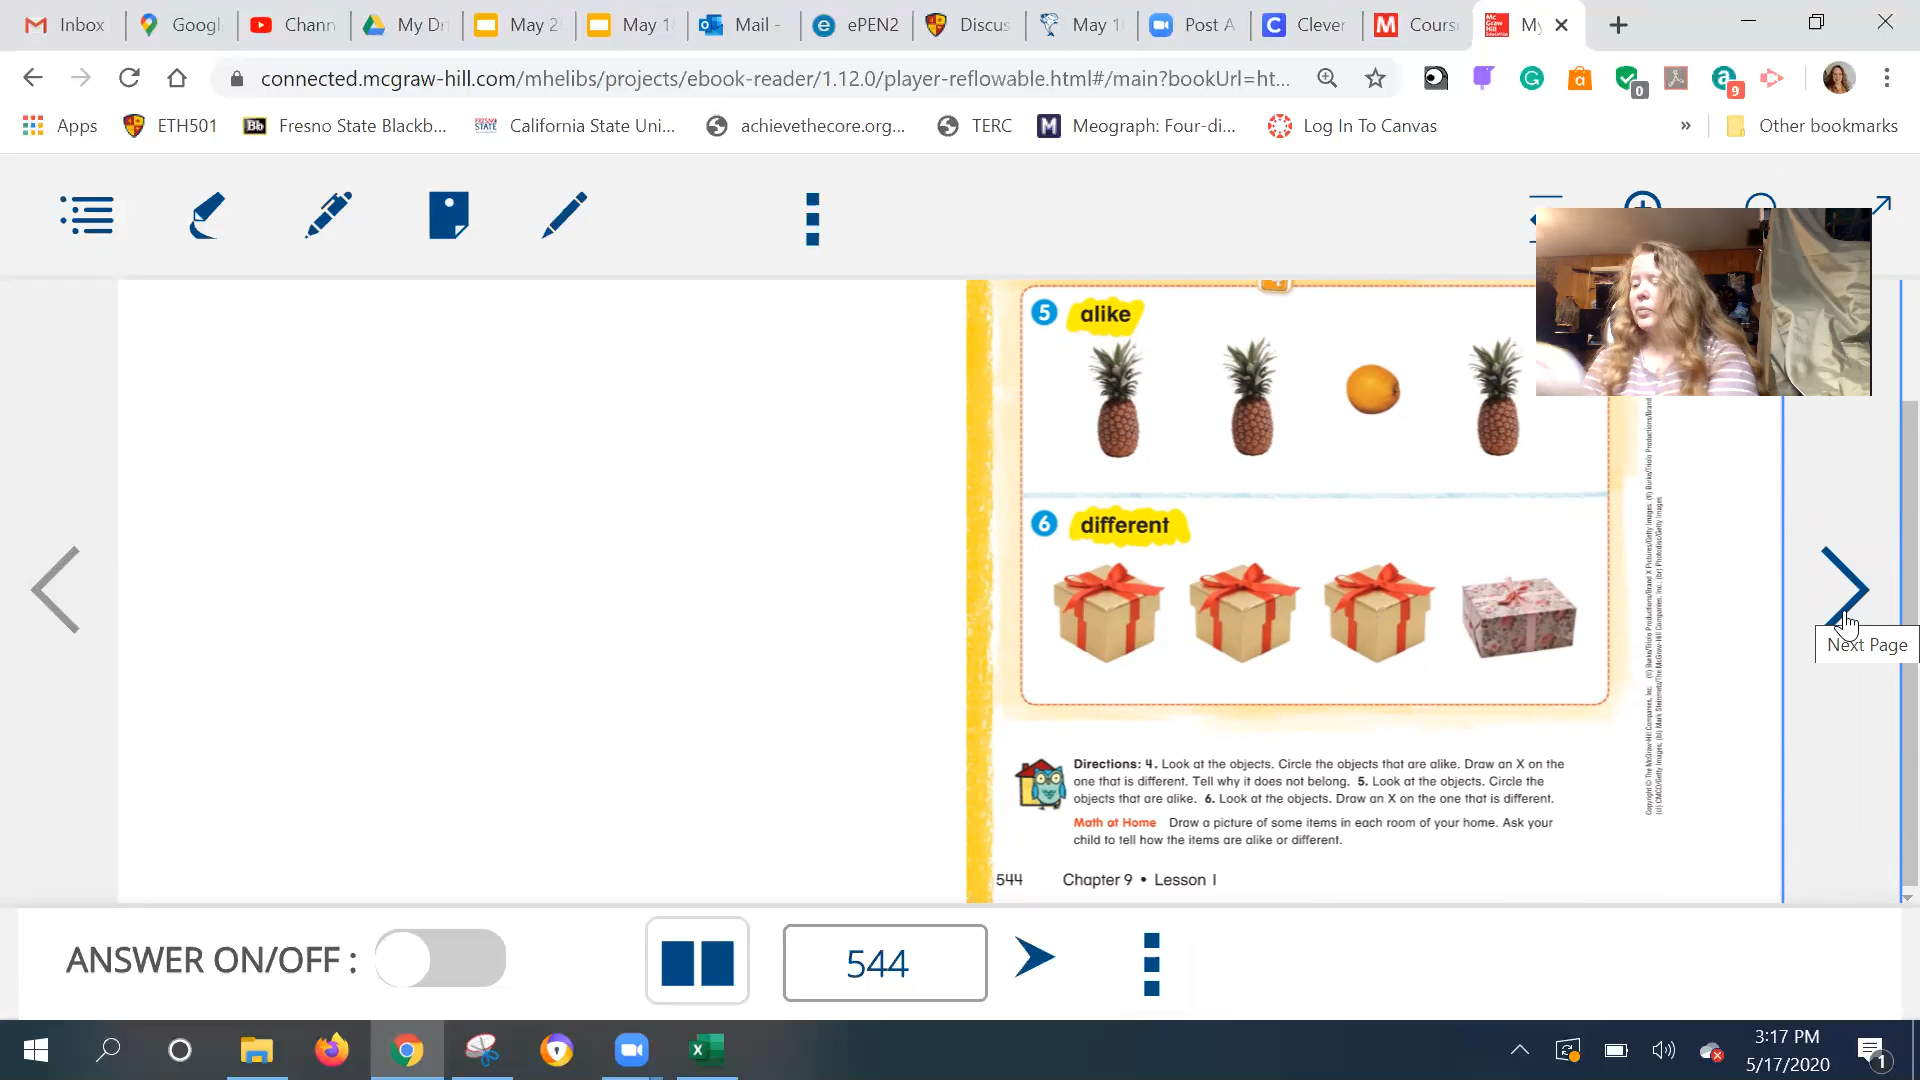 Inbox
Google
Chann
My Dri
May 2
May 1
Mail -
ePEN2
Discus
May 1
Post A
Clever
Cours
My
connected.mcgraw-hill.com/mhelibs/projects/ebook-reader/1.12.0/player-reflowable.html#/main?bookUrl=ht...
0
9
Apps
ETH501
Bb Fresno State Blackb...
California State Uni...
achievethecore.org...
TERC
M Meograph: Four-di...
Log In To Canvas
»
Other bookmarks
5 alike
6 different
Directions: 4. Look at the objects. Circle the objects that are alike. Draw an X on the
one that is different. Tell why it does not belong. 5. Look at the objects. Circle the
objects that are alike. 6. Look at the objects. Draw an X on the one that is different.
Math at Home Draw a picture of some items in each room of your home. Ask your
child to tell how the items are alike or different.
544 Chapter 9 • Lesson 1
Next Page
ANSWER ON/OFF :
544
3:17 PM
5/17/2020
1